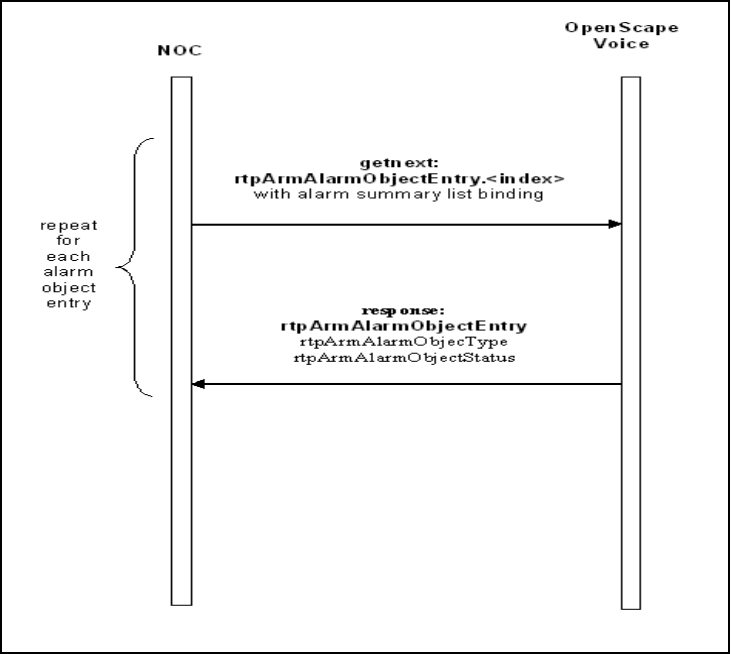 NOC
OpenScape
Voice
getnext:
rtpArmAlarmObjectEntry.<index>
with alarm summary list binding
repeat
for
each
alarm
object
entry
response:
rtpArmAlarmObjectEntry
rtpArmAlarmObjecType
rtpArmAlarmObjectStatus